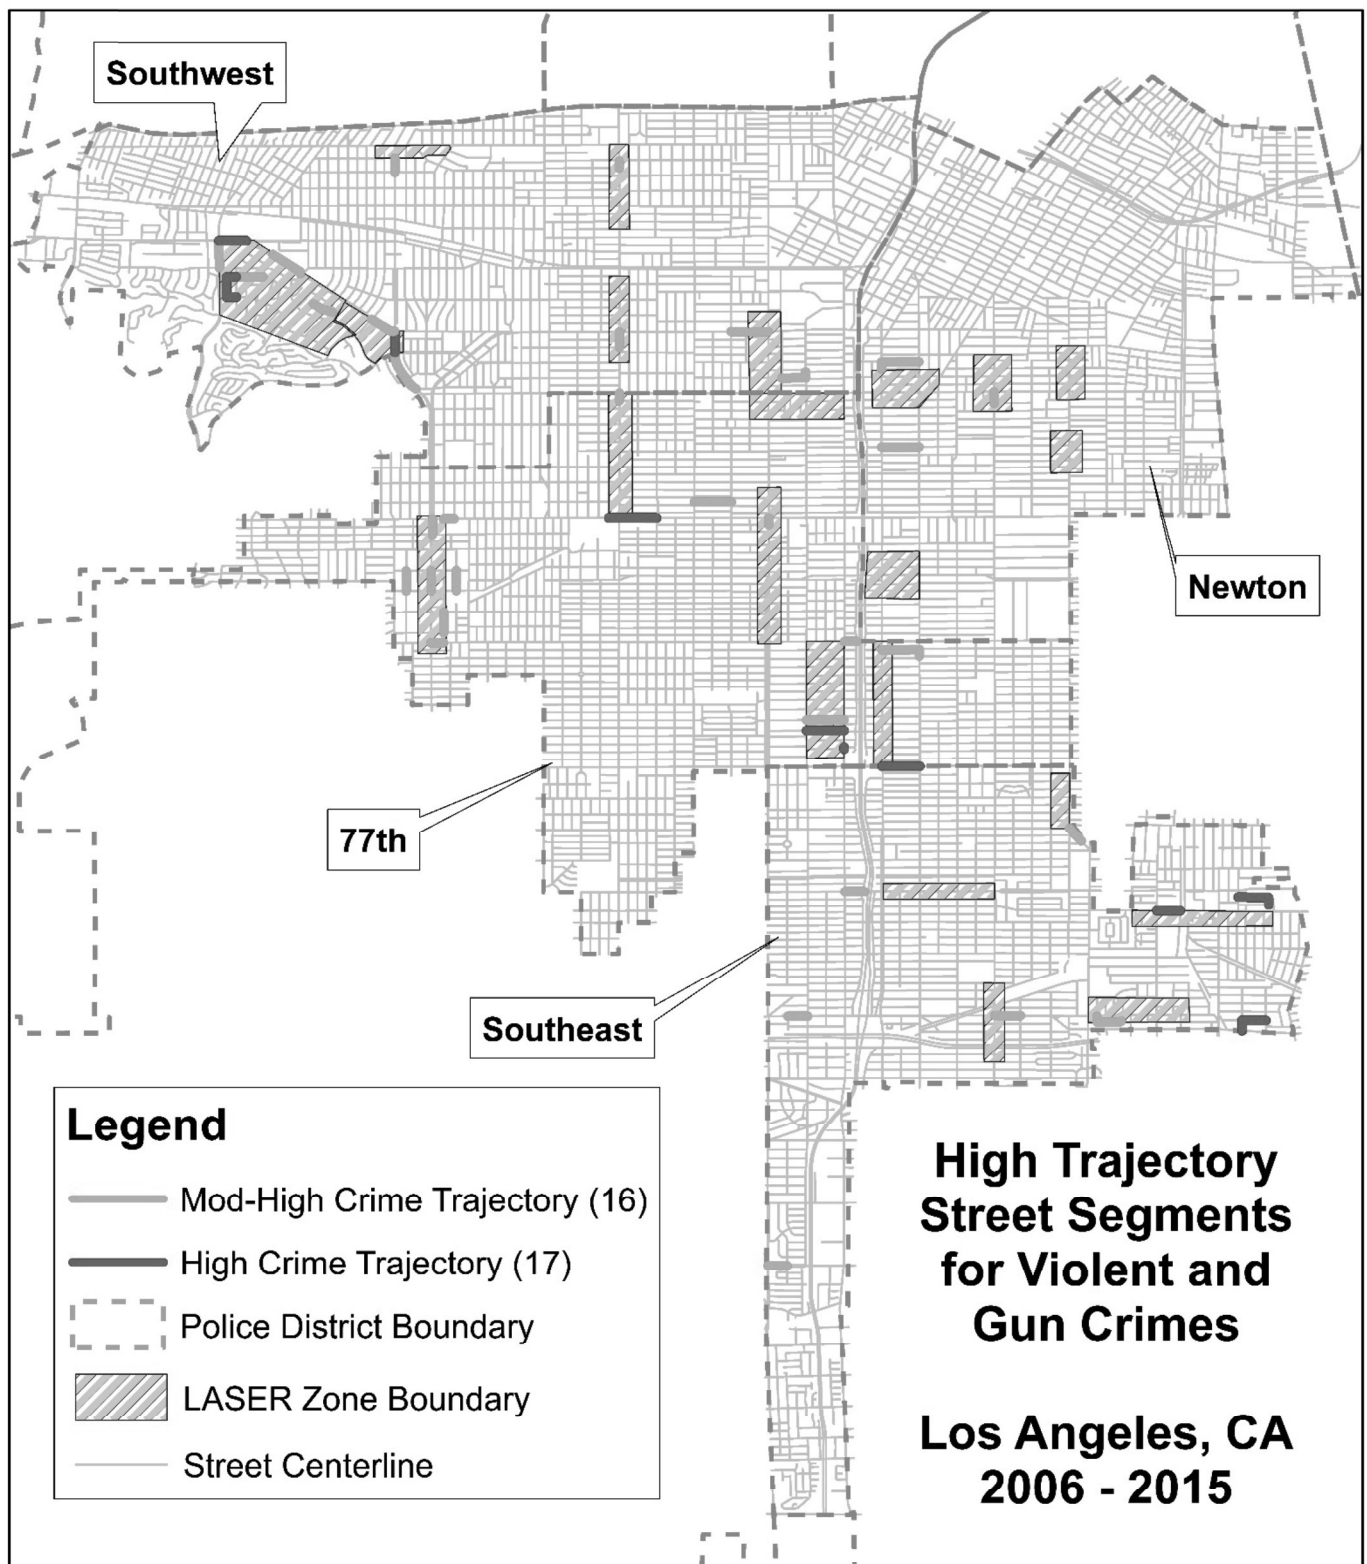 Southwest
Newton
77th
Southeast
Legend
Mod-High Crime Trajectory (16)
High Crime Trajectory (17)
Police District Boundary
LASER Zone Boundary
Street Centerline
High Trajectory
Street Segments
for Violent and
Gun Crimes
Los Angeles, CA
2006 - 2015